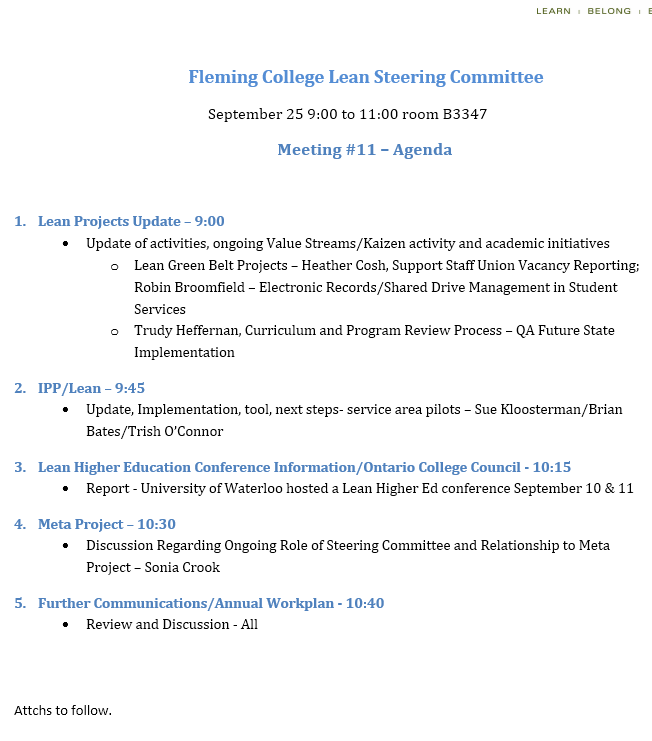 LEARN | BELONG |
Fleming College Lean Steering Committee
September 25 9:00 to 11:00 room B3347
Meeting #11 – Agenda
1. Lean Projects Update – 9:00
• Update of activities, ongoing Value Streams/Kaizen activity and academic initiatives
o Lean Green Belt Projects – Heather Cosh, Support Staff Union Vacancy Reporting;
Robin Broomfield – Electronic Records/Shared Drive Management in Student
Services
o Trudy Heffernan, Curriculum and Program Review Process – QA Future State
Implementation
2. IPP/Lean – 9:45
• Update, Implementation, tool, next steps- service area pilots – Sue Kloosterman/Brian
Bates/Trish O’Connor
3. Lean Higher Education Conference Information/Ontario College Council - 10:15
• Report - University of Waterloo hosted a Lean Higher Ed conference September 10 & 11
4. Meta Project – 10:30
• Discussion Regarding Ongoing Role of Steering Committee and Relationship to Meta
Project – Sonia Crook
5. Further Communications/Annual Workplan - 10:40
• Review and Discussion - All
Attchs to follow.